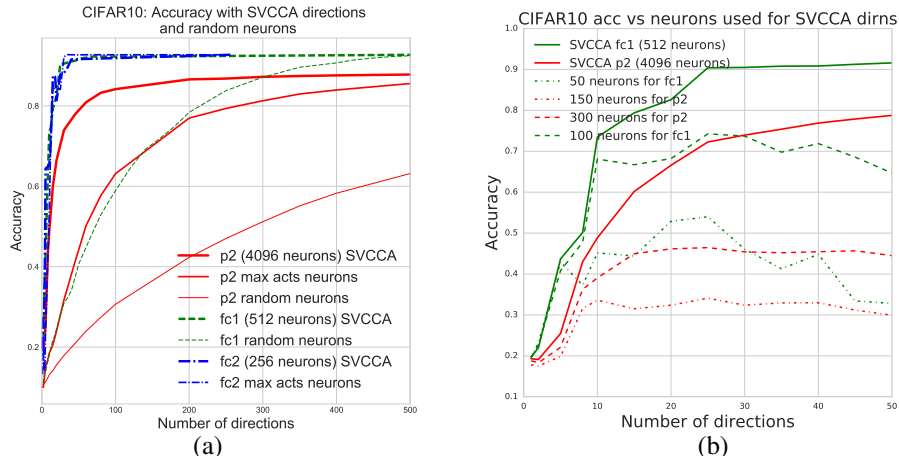 CIFAR10: Accuracy with SVCCA directions
and random neurons
Accuracy
0.8
0.6
0.4
0.2
p2 (4096 neurons) SVCCA
p2 max acts neurons
p2 random neurons
fc1 (512 neurons) SVCCA
fc1 random neurons
fc2 (256 neurons) SVCCA
fc2 max acts neurons
0 100 200 300 400 500
Number of directions
(a)
CIFAR10 acc vs neurons used for SVCCA dirns
Accuracy
1.0
0.9
0.8
0.7
0.6
0.5
0.4
0.3
0.2
0.1
SVCCA fc1 (512 neurons)
SVCCA p2 (4096 neurons)
50 neurons for fc1
150 neurons for p2
300 neurons for p2
100 neurons for fc1
0 10 20 30 40 50
Number of directions
(b)